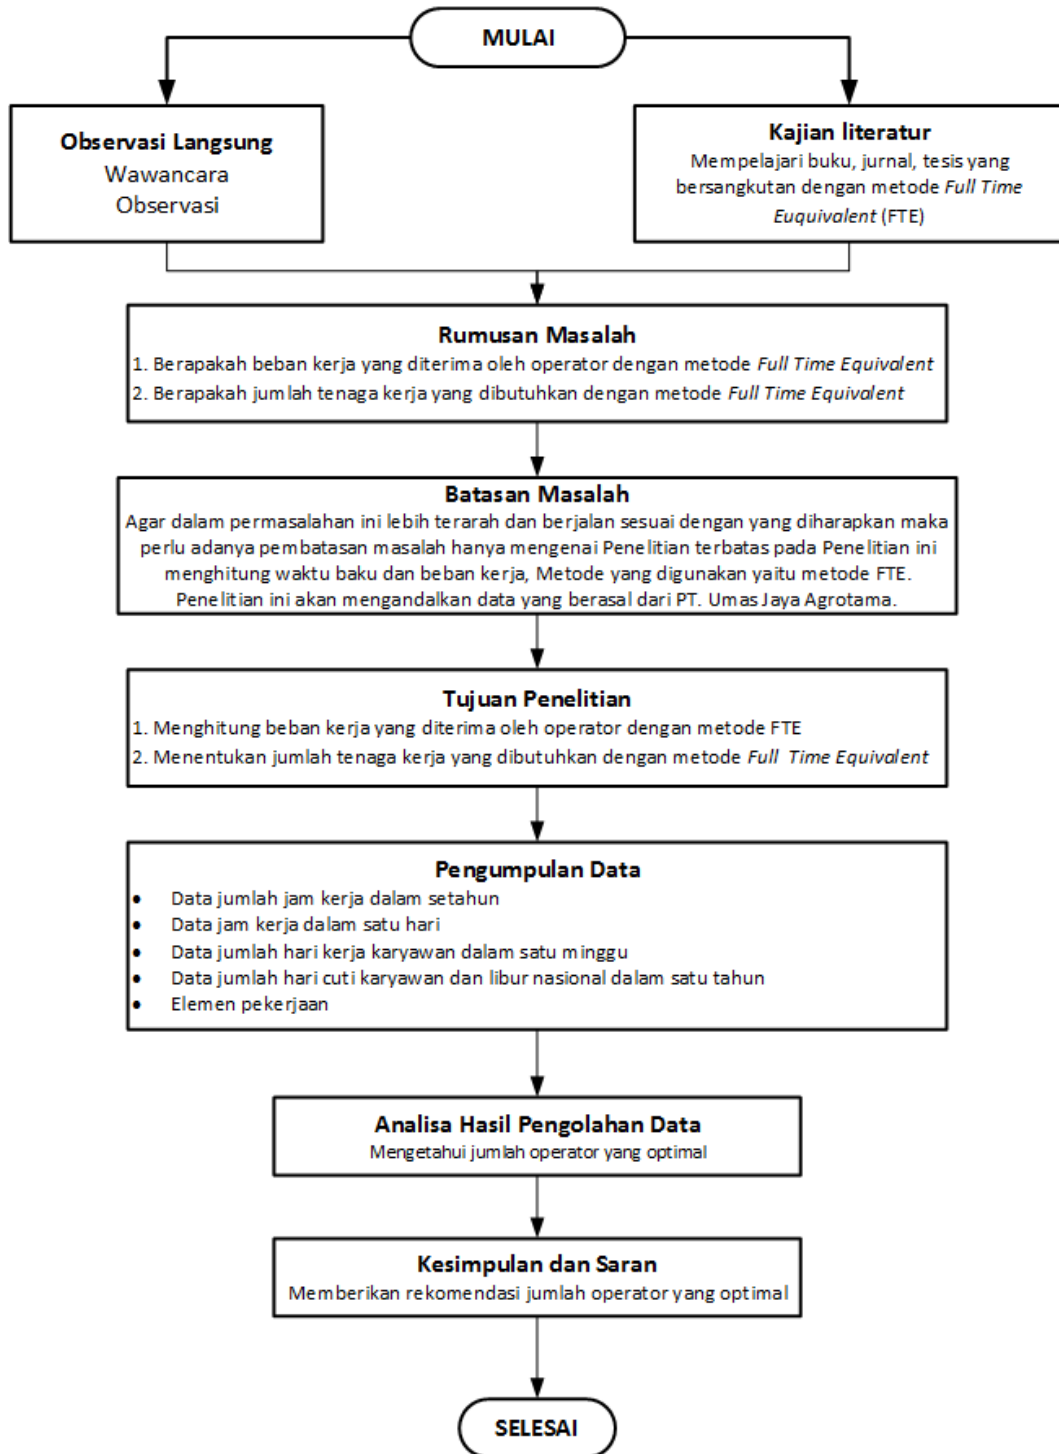 MULAI
Observasi Langsung
Wawancara
Observasi
Kajian literatur
Mempelajari buku, jurnal, tesis yang
bersangkutan dengan metode Full Time
Euquivalent (FTE)
Rumusan Masalah
1. Berapakah beban kerja yang diterima oleh operator dengan metode Full Time Equivalent
2. Berapakah jumlah tenaga kerja yang dibutuhkan dengan metode Full Time Equivalent
Batasan Masalah
Agar dalam permasalahan ini lebih terarah dan berjalan sesuai dengan yang diharapkan maka
perlu adanya pembatasan masalah hanya mengenai Penelitian terbatas pada Penelitian ini
menghitung waktu baku dan beban kerja, Metode yang digunakan yaitu metode FTE.
Penelitian ini akan mengandalkan data yang berasal dari PT. Umas Jaya Agrotama.
Tujuan Penelitian
1. Menghitung beban kerja yang diterima oleh operator dengan metode FTE
2. Menentukan jumlah tenaga kerja yang dibutuhkan dengan metode Full Time Equivalent
Pengumpulan Data
• Data jumlah jam kerja dalam setahun
• Data jam kerja dalam satu hari
• Data jumlah hari kerja karyawan dalam satu minggu
• Data jumlah hari cuti karyawan dan libur nasional dalam satu tahun
• Elemen pekerjaan
Analisa Hasil Pengolahan Data
Mengetahui jumlah operator yang optimal
Kesimpulan dan Saran
Memberikan rekomendasi jumlah operator yang optimal
SELESAI